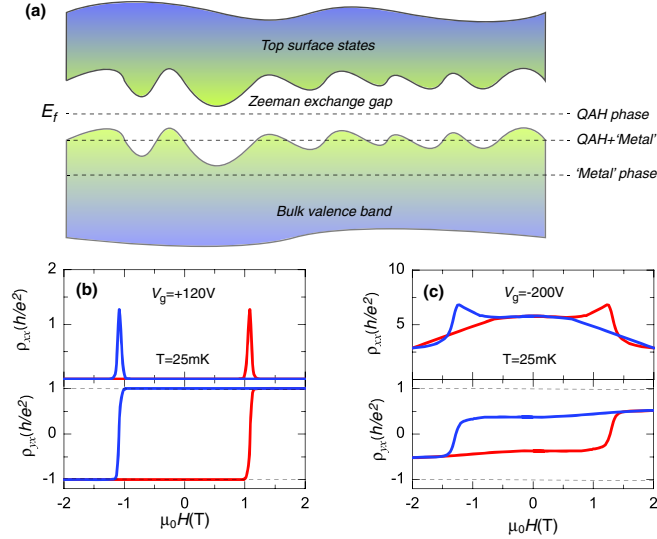 (a)
Top surface states
Zeeman exchange gap
E_f
QAH phase
QAH+‘Metal’
‘Metal’ phase
Bulk valence band
(b)
V_g=+120V
T=25mK
ρ_xx(h/e²)
2
1
0
ρ_yx(h/e²)
1
0
-1
-2 -1 0 1 2
μ₀H(T)
(c)
V_g=-200V
T=25mK
ρ_xx(h/e²)
10
5
ρ_yx(h/e²)
1
0
-1
-2 -1 0 1 2
μ₀H(T)